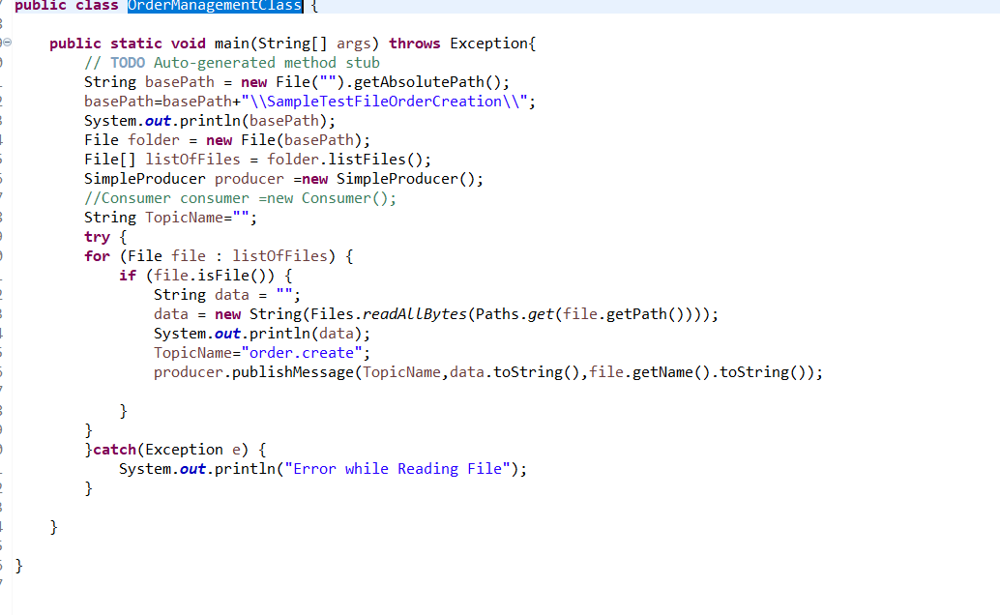 public class OrderManagementClass {
public static void main(String[] args) throws Exception{
// TODO Auto-generated method stub
String basePath = new File("").getAbsolutePath();
basePath=basePath+"\\SampleTestFileOrderCreation\\";
System.out.println(basePath);
File folder = new File(basePath);
File[] listOfFiles = folder.listFiles();
SimpleProducer producer =new SimpleProducer();
//Consumer consumer =new Consumer();
String TopicName="";
try {
for (File file : listOfFiles) {
if (file.isFile()) {
String data = "";
data = new String(Files.readAllBytes(Paths.get(file.getPath())));
System.out.println(data);
TopicName="order.create";
producer.publishMessage(TopicName,data.toString(),file.getName().toString());
}
}
}catch(Exception e) {
System.out.println("Error while Reading File");
}
}
}